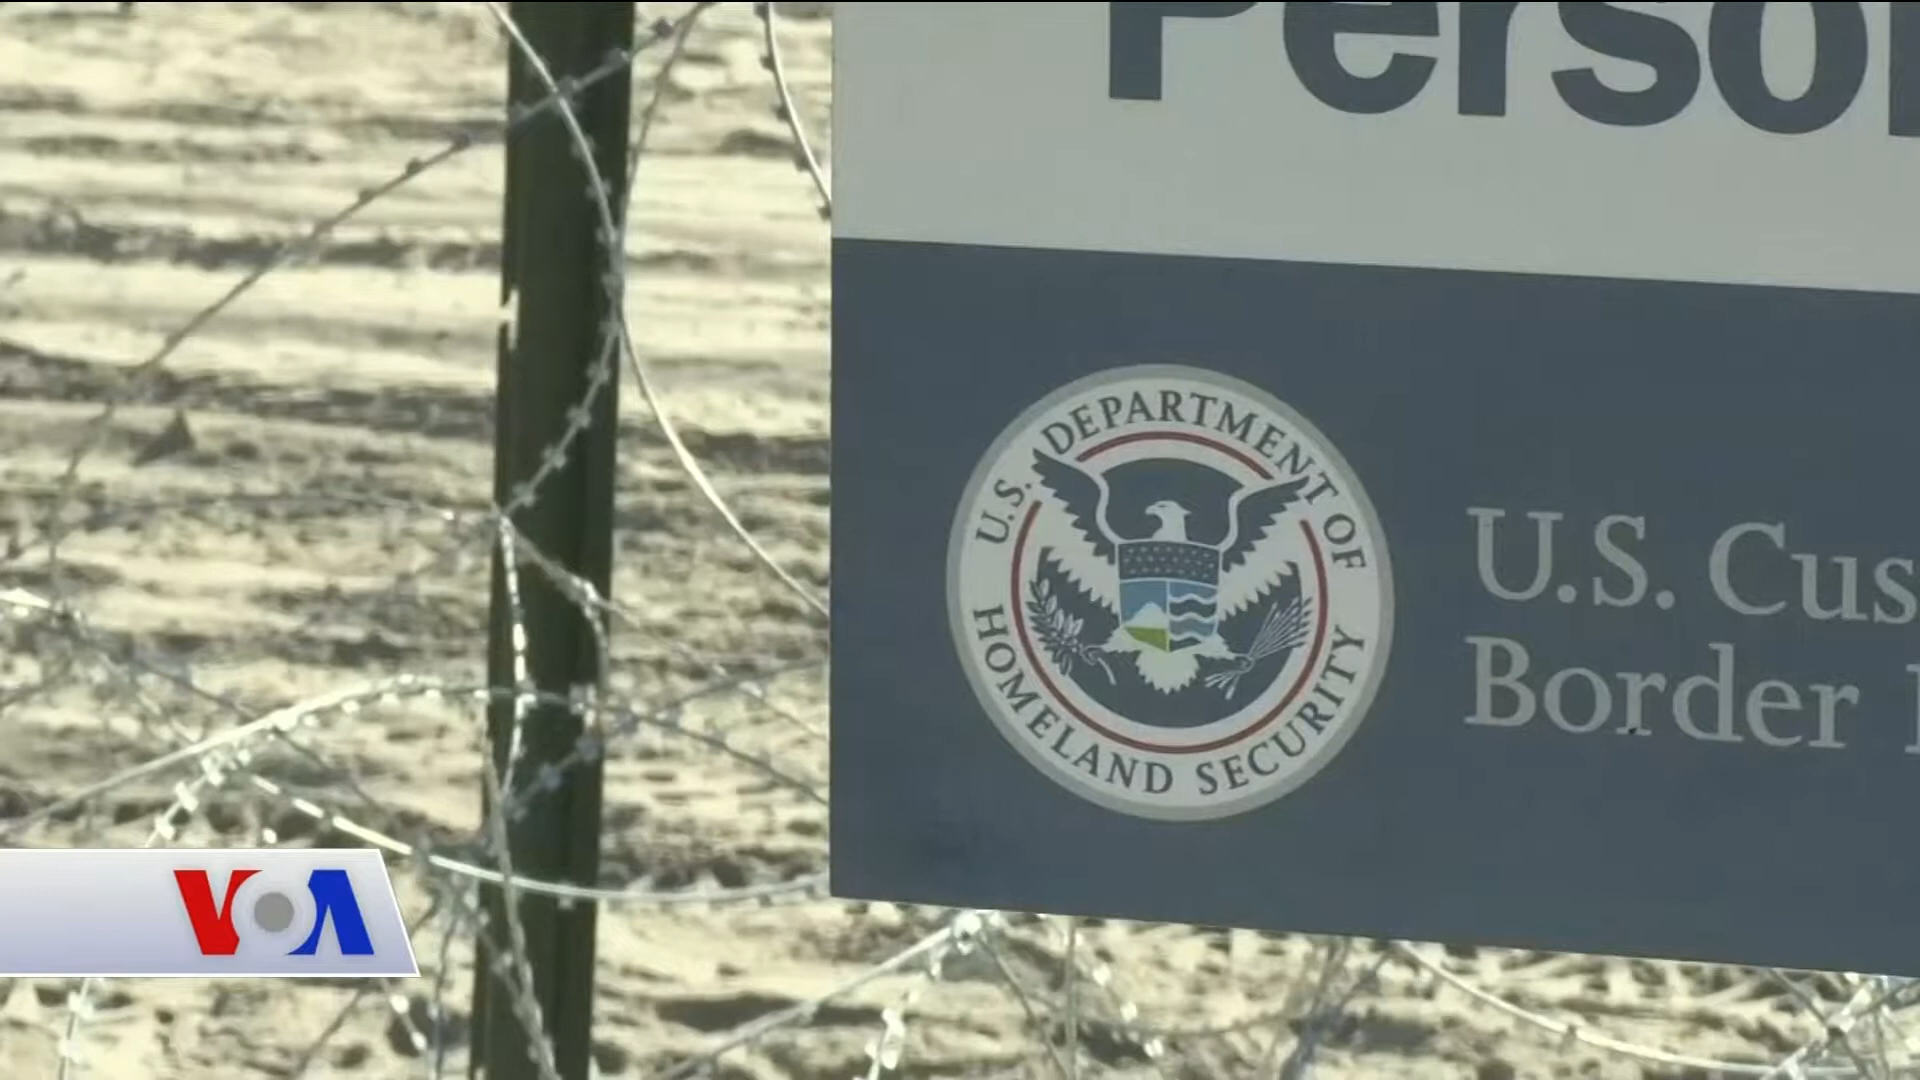 Perso
U.S. DEPARTMENT OF
HOMELAND SECURITY
U.S. Cus
Border
VOA